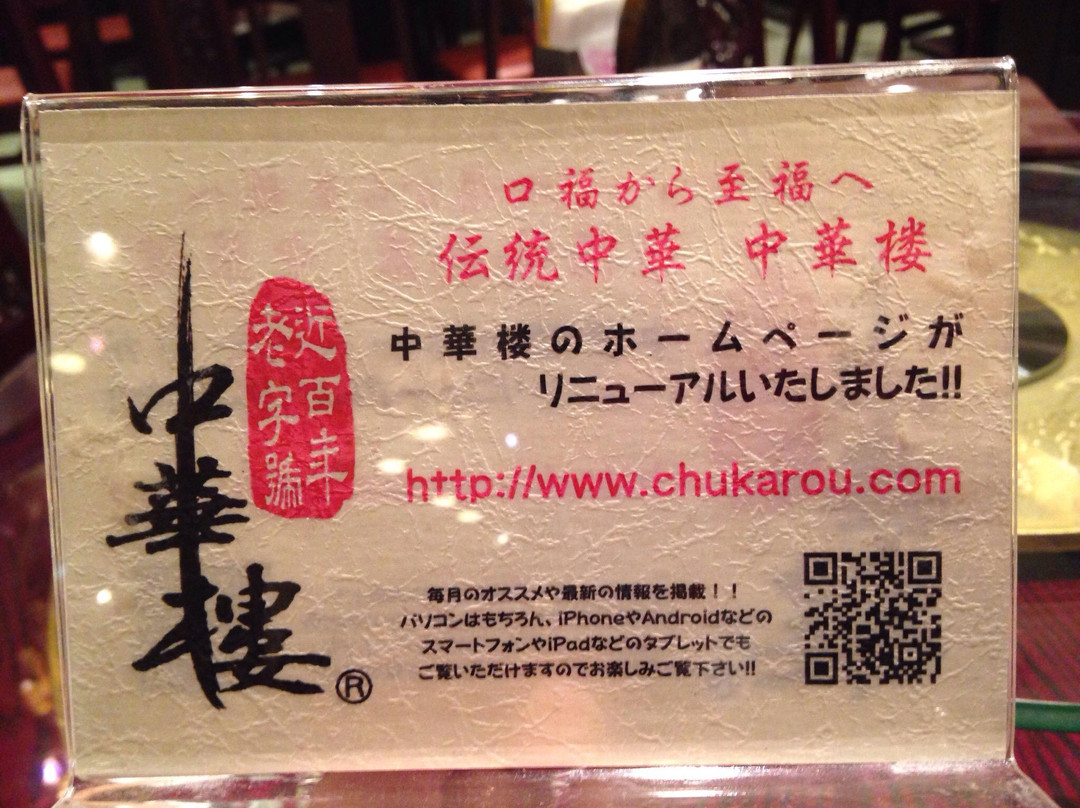 口福から至福へ
伝統中華 中華楼
中華楼のホームページが
リニューアルいたしました!!
http://www.chukarou.com
毎月のオススメや最新の情報を掲載！！
パソコンはもちろん、iPhoneやAndroidなどの
スマートフォンやiPadなどのタブレットでも
ご覧いただけますのでお楽しみご覧下さい!!
近百年
老字號
中華樓®